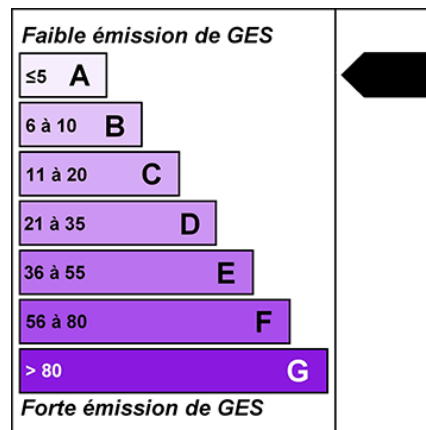 Faible émission de GES
≤5 A
6 à 10 B
11 à 20 C
21 à 35 D
36 à 55 E
56 à 80 F
> 80 G
Forte émission de GES